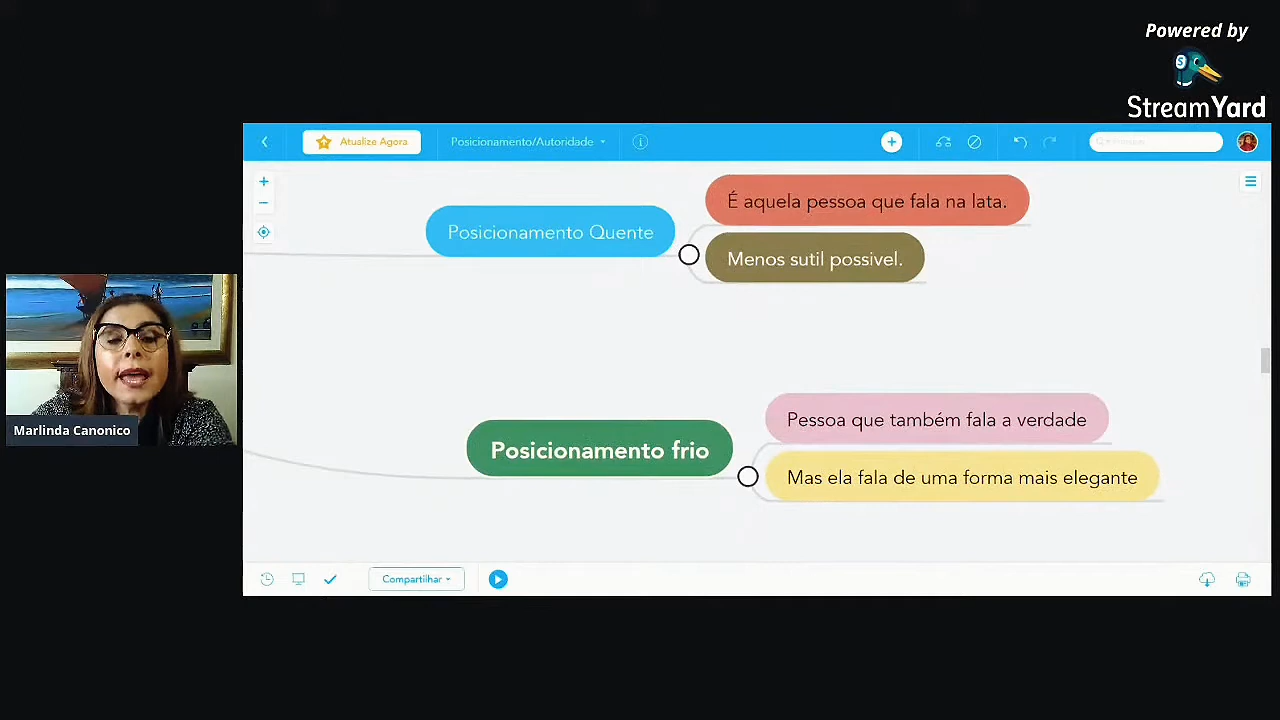 Powered by
StreamYard
Atualize Agora
Posicionamento/Autoridade
É aquela pessoa que fala na lata.
Posicionamento Quente
Menos sutil possivel.
Pessoa que também fala a verdade
Marlinda Canonico
Posicionamento frio
Mas ela fala de uma forma mais elegante
Compartilhar